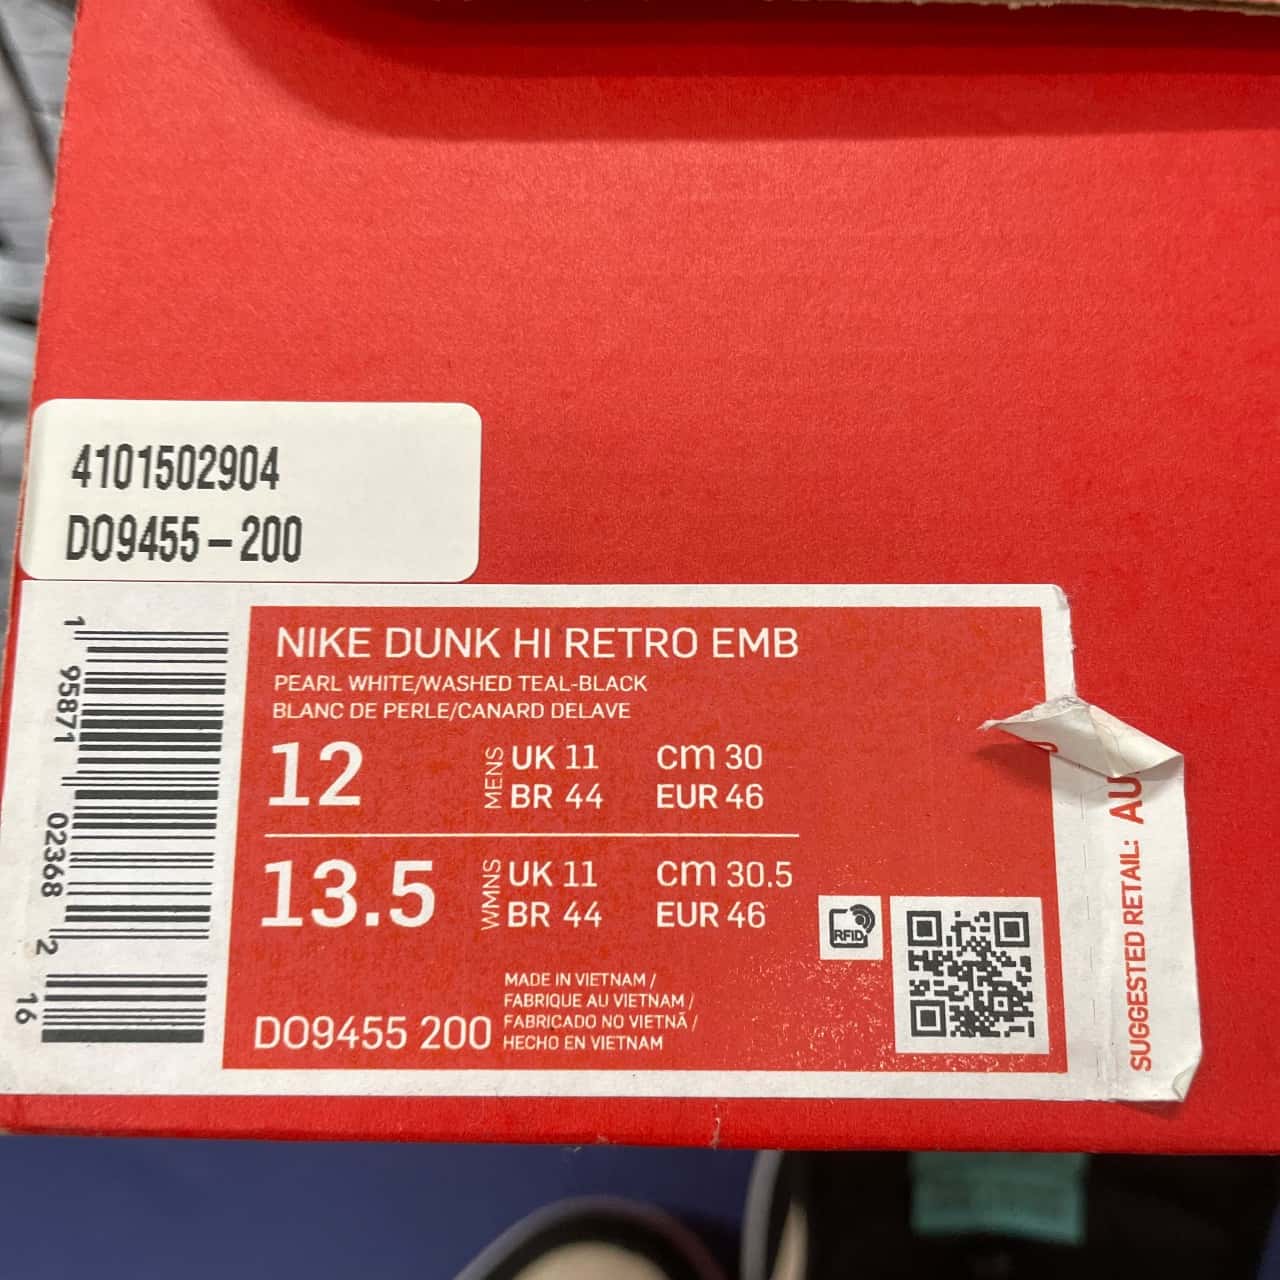 4101502904
DO9455-200
NIKE DUNK HI RETRO EMB
PEARL WHITE/WASHED TEAL-BLACK
BLANC DE PERLE/CANARD DELAVE
12
MENS
UK 11 CM 30
BR 44 EUR 46
13.5
WMNS
UK 11 CM 30.5
BR 44 EUR 46
MADE IN VIETNAM /
FABRIQUE AU VIETNAM /
FABRICADO NO VIETNÃ /
HECHO EN VIETNAM
DO9455 200
RFID
1 95871 02368 2
16
SUGGESTED RETAIL: AU